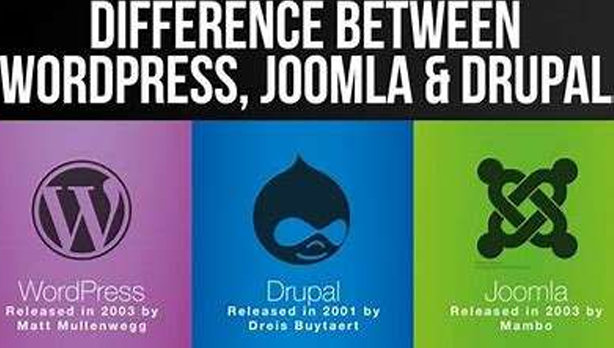 DIFFERENCE BETWEEN
WORDPRESS, JOOMLA & DRUPAL
WordPress
Released in 2003 by
Matt Mullenwegg
Drupal
Released in 2001 by
Dreis Buytaert
Joomla
Released in 2003 by
Mambo